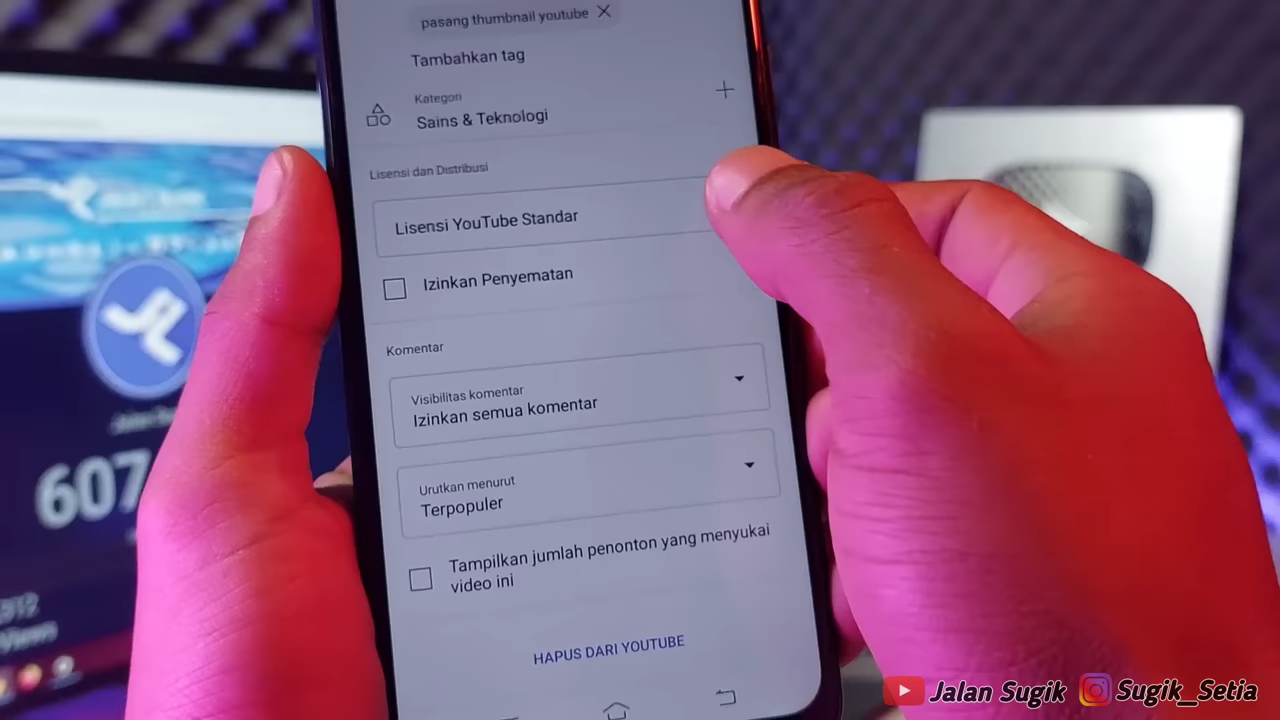 pasang thumbnail youtube
Tambahkan tag
Kategori
Sains & Teknologi
Lisensi dan Distribusi
Lisensi YouTube Standar
Izinkan Penyematan
Komentar
Visibilitas komentar
Izinkan semua komentar
Urutkan menurut
Terpopuler
Tampilkan jumlah penonton yang menyukai
video ini
HAPUS DARI YOUTUBE
607
Views
Jalan Sugik
Sugik_Setia